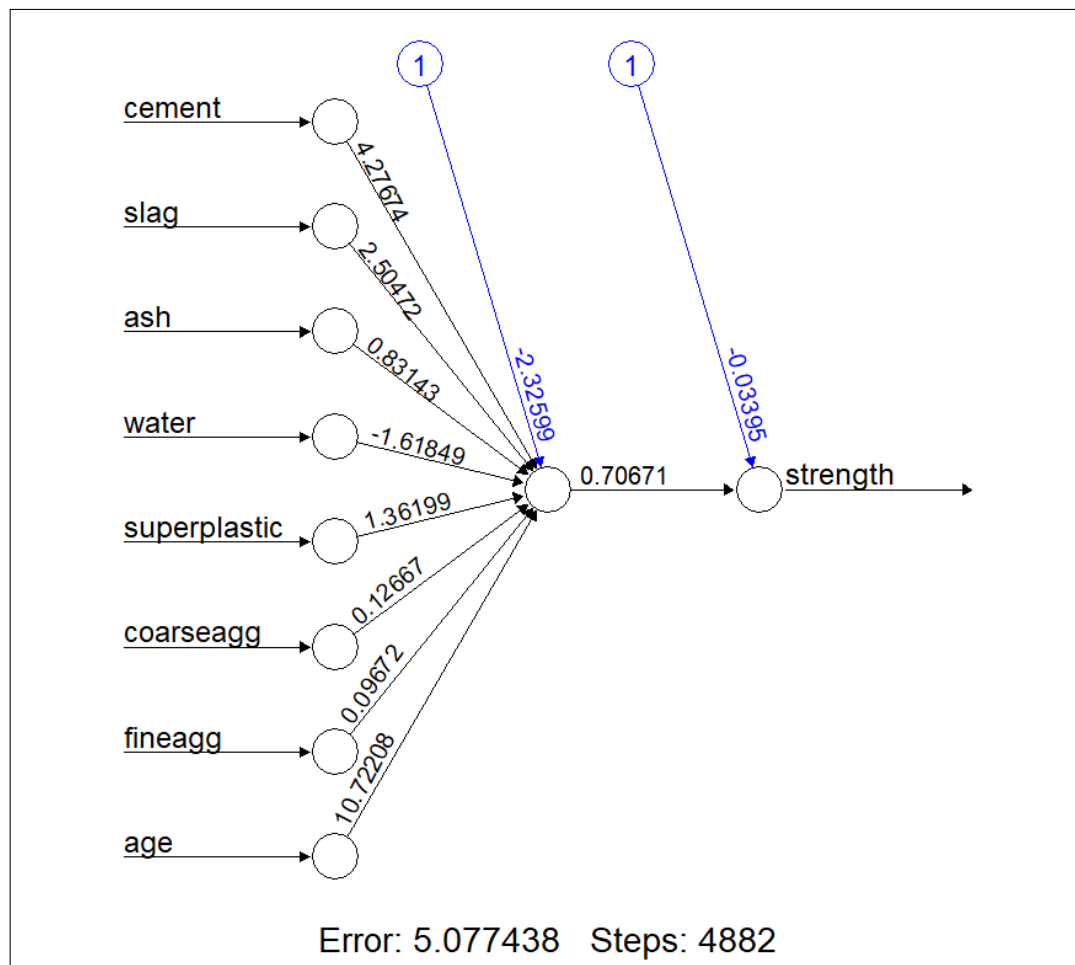 1
1
cement
4.27674
slag
2.50472
ash
0.83143
water
-1.61849
-2.32599
-0.03395
0.70671
strength
superplastic
1.36199
coarseagg
0.12667
fineagg
0.09672
age
10.72208
Error: 5.077438 Steps: 4882